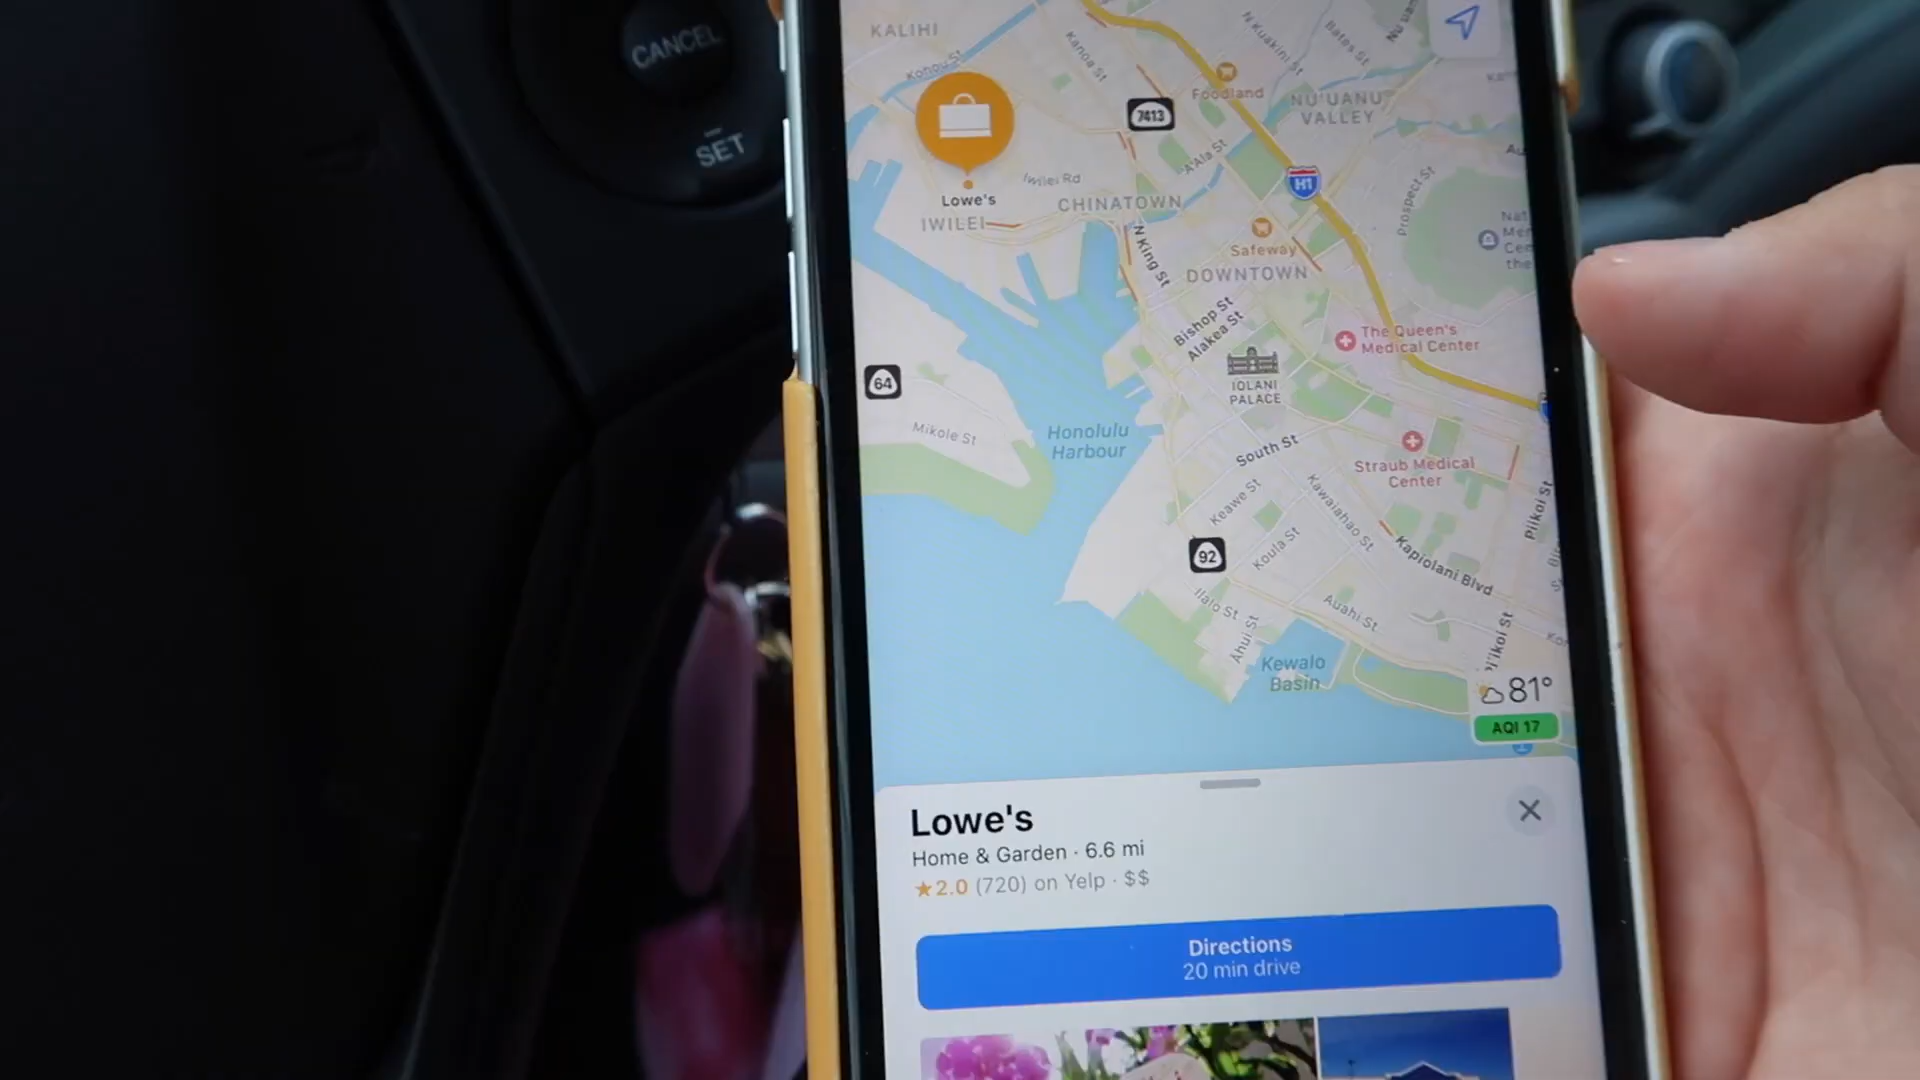 CANCEL
SET
KALIHI
Kohou St
Kanoa St
N Kuakini St
Bates St
Foodland
7413
NU'UANU
VALLEY
A'Ala St
Iwilei Rd
Lowe's
IWILEI
CHINATOWN
H1
Prospect St
N King St
Safeway
DOWNTOWN
Bishop St
Alakea St
The Queen's
Medical Center
IOLANI
PALACE
64
Mikole St
Honolulu
Harbour
South St
Straub Medical
Center
Keawe St
Kawaiahao St
Piikoi St
92
Koula St
Kapiolani Blvd
Ilalo St
Ahui St
Auahi St
Kewalo
Basin
81°
AQI 17
Lowe's
Home & Garden · 6.6 mi
★2.0 (720) on Yelp · $$
Directions
20 min drive